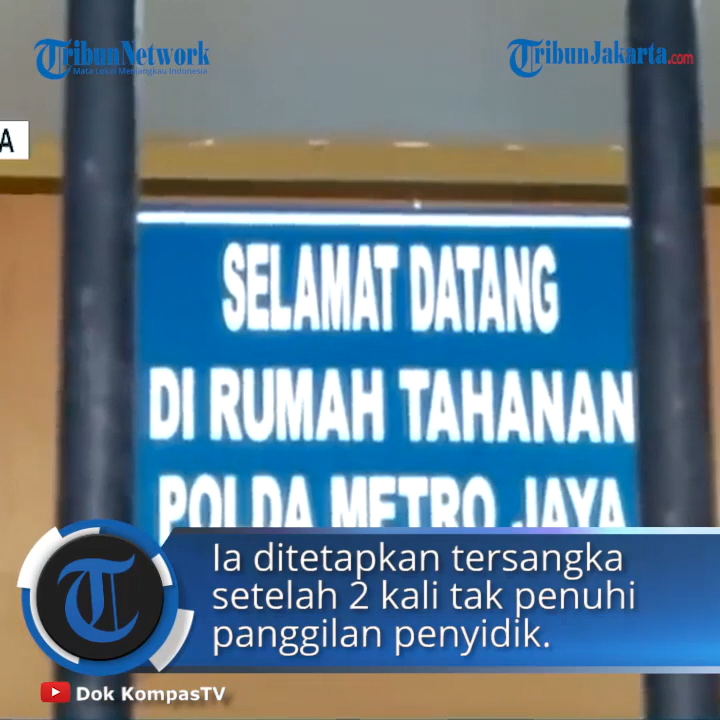 TribunNetwork
Mata Lokal Menjangkau Indonesia
TribunJakarta.com
A
SELAMAT DATANG
DI RUMAH TAHANAN
POLDA METRO JAYA
Ia ditetapkan tersangka
setelah 2 kali tak penuhi
panggilan penyidik.
Dok KompasTV